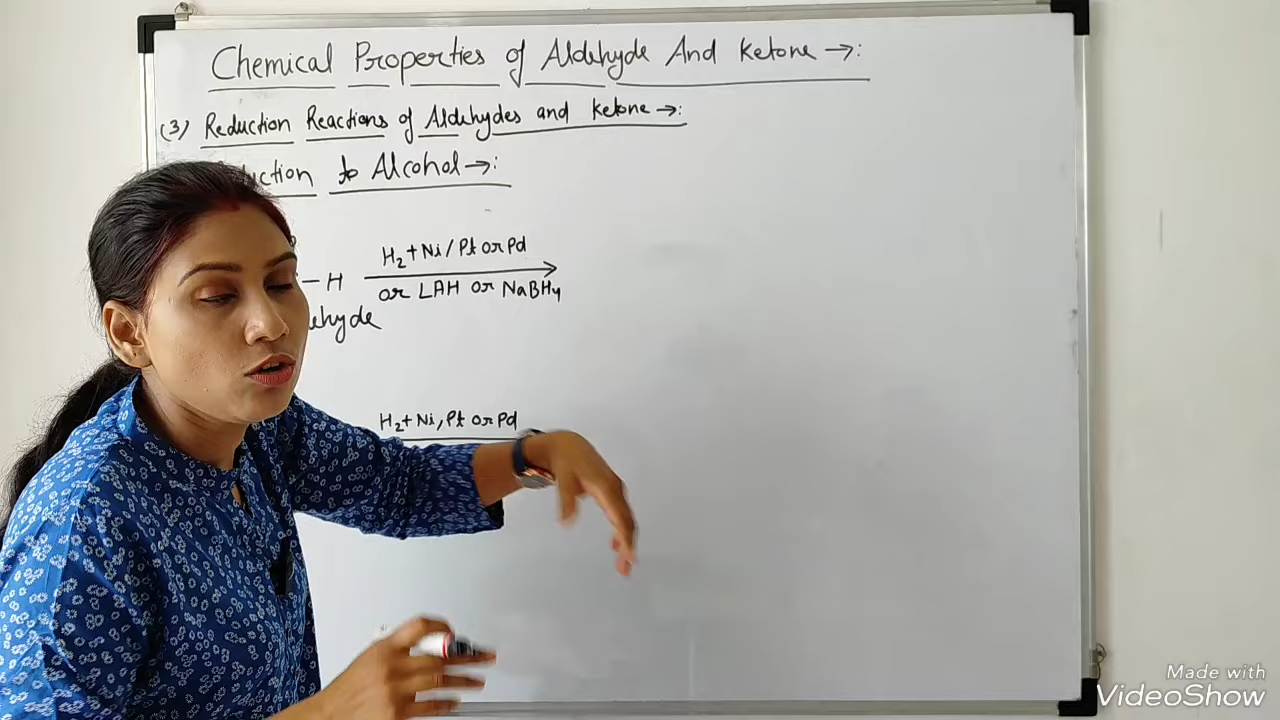 Chemical Properties of Aldehyde And Ketone →:
(3) Reduction Reactions of Aldehydes and Ketone →:
to Alcohol →:
H2+Ni/Pt or Pd
– H
or LAH or NaBH4
H2+Ni,Pt or Pd
Made with
VideoShow